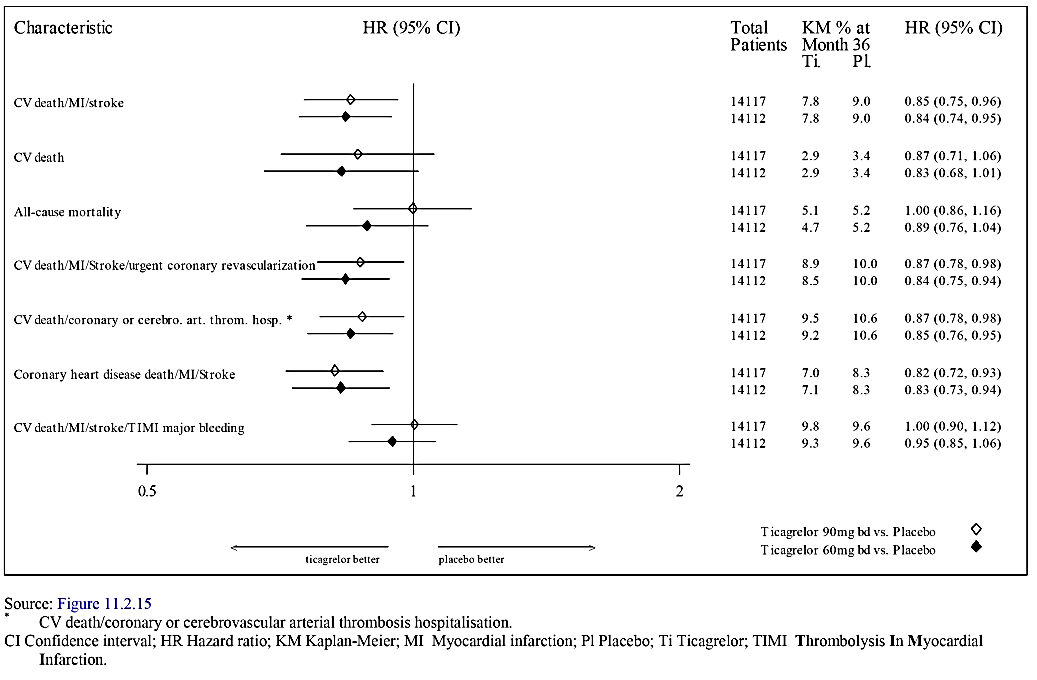 Characteristic HR (95% CI) Total Patients KM % at Month 36 HR (95% CI)
Ti. Pl.
CV death/MI/stroke 14117 7.8 9.0 0.85 (0.75, 0.96)
14112 7.8 9.0 0.84 (0.74, 0.95)
CV death 14117 2.9 3.4 0.87 (0.71, 1.06)
14112 2.9 3.4 0.83 (0.68, 1.01)
All-cause mortality 14117 5.1 5.2 1.00 (0.86, 1.16)
14112 4.7 5.2 0.89 (0.76, 1.04)
CV death/MI/Stroke/urgent coronary revascularization 14117 8.9 10.0 0.87 (0.78, 0.98)
14112 8.5 10.0 0.84 (0.75, 0.94)
CV death/coronary or cerebro. art. throm. hosp. * 14117 9.5 10.6 0.87 (0.78, 0.98)
14112 9.2 10.6 0.85 (0.76, 0.95)
Coronary heart disease death/MI/Stroke 14117 7.0 8.3 0.82 (0.72, 0.93)
14112 7.1 8.3 0.83 (0.73, 0.94)
CV death/MI/stroke/TIMI major bleeding 14117 9.8 9.6 1.00 (0.90, 1.12)
14112 9.3 9.6 0.95 (0.85, 1.06)
0.5 1 2
Ticagrelor 90mg bd vs. Placebo
Ticagrelor 60mg bd vs. Placebo
ticagrelor better placebo better
Source: Figure 11.2.15
* CV death/coronary or cerebrovascular arterial thrombosis hospitalisation.
CI Confidence interval; HR Hazard ratio; KM Kaplan-Meier; MI Myocardial infarction; Pl Placebo; Ti Ticagrelor; TIMI Thrombolysis In Myocardial
Infarction.